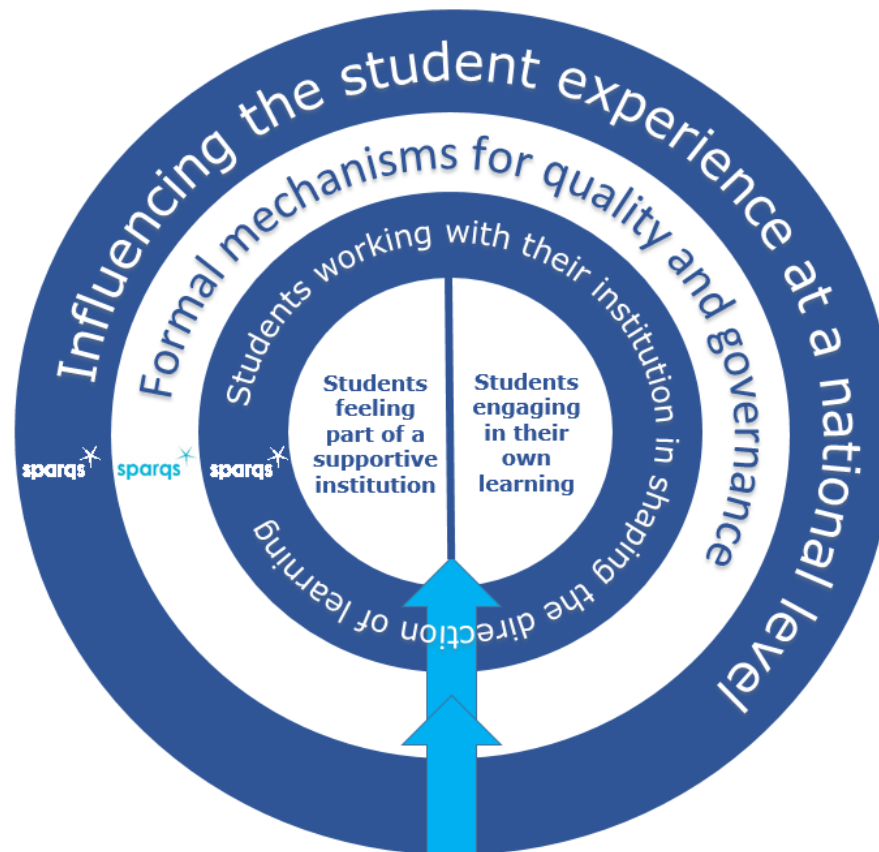 Influencing the student experience at a national level
Formal mechanisms for quality and governance
Students working with their institution in shaping the direction of learning
Students
feeling
part of a
supportive
institution
Students
engaging
in their
own
learning
sparqs
sparqs
sparqs